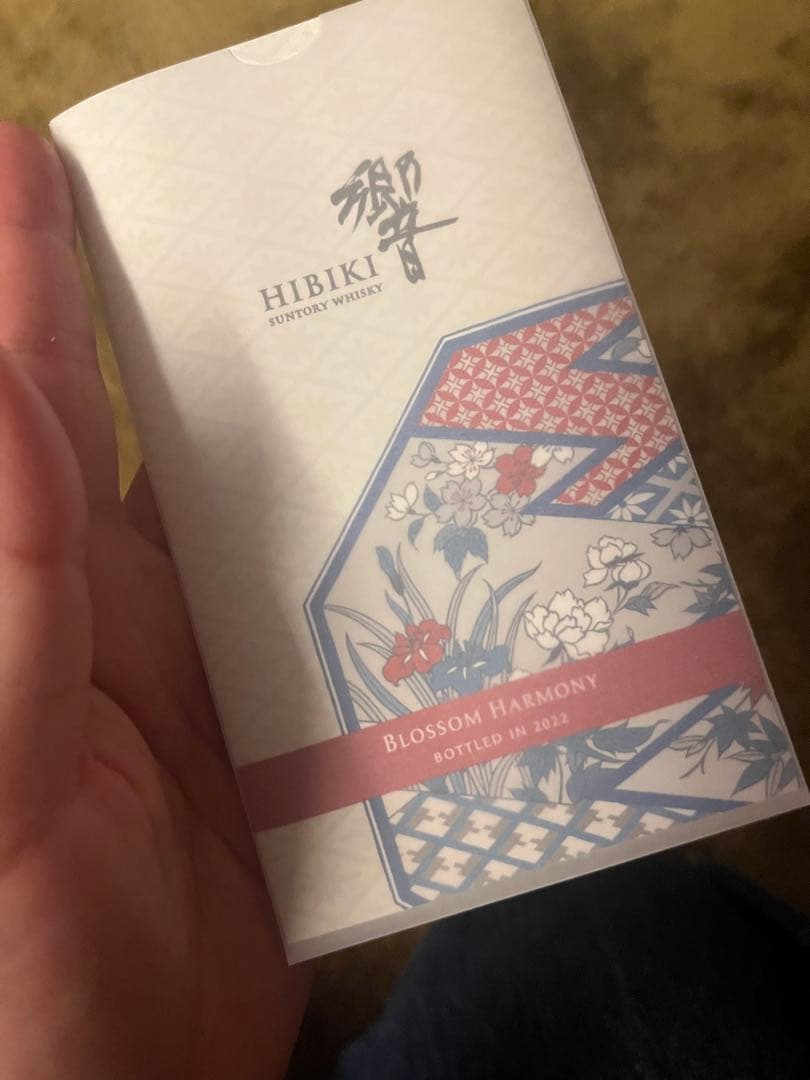 響
HIBIKI
SUNTORY WHISKY
BLOSSOM HARMONY
BOTTLED IN 2022